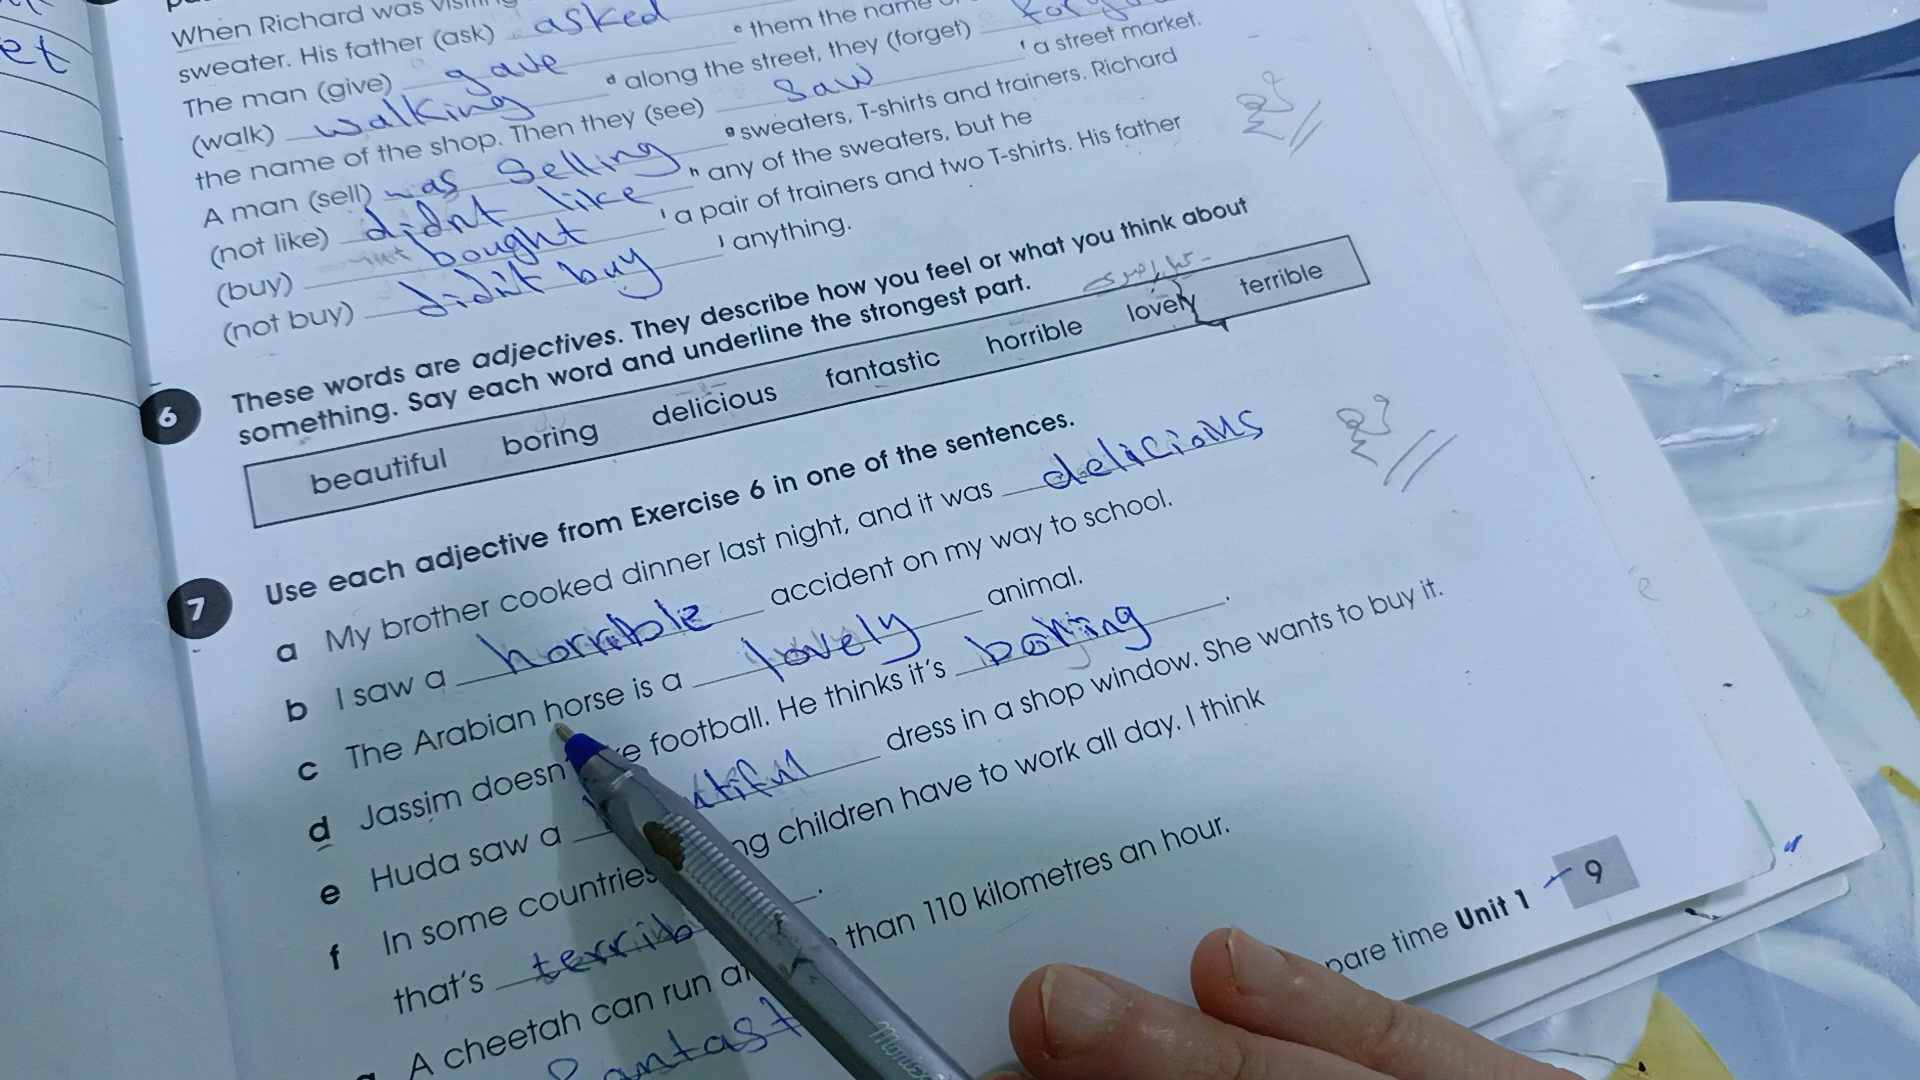 When Richard was
sweater. His father (ask) asked
The man (give) gave c them the name
(walk) walking d along the street, they (forget)
the name of the shop. Then they (see) saw f a street market.
A man (sell) was selling g sweaters, T-shirts and trainers. Richard
(not like) didnt like h any of the sweaters, but he
(buy) bought i a pair of trainers and two T-shirts. His father
(not buy) didn't buy j anything.
6 These words are adjectives. They describe how you feel or what you think about
something. Say each word and underline the strongest part.
beautiful boring delicious fantastic horrible lovely terrible
7 Use each adjective from Exercise 6 in one of the sentences.
a My brother cooked dinner last night, and it was delicious
b I saw a horrible accident on my way to school.
c The Arabian horse is a lovely animal.
d Jassim doesn football. He thinks it's boring.
e Huda saw a dress in a shop window. She wants to buy it.
f In some countries children have to work all day. I think
that's terrib .
A cheetah can run than 110 kilometres an hour.
time Unit 1 9